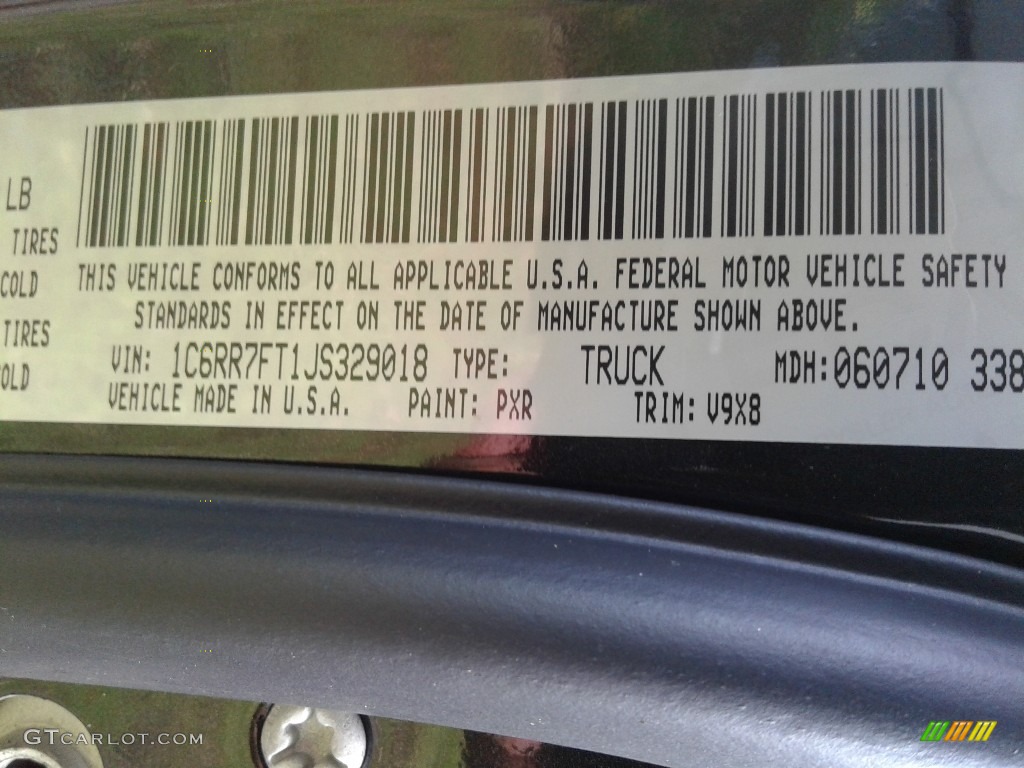 LB
TIRES
COLD
TIRES
OLD
THIS VEHICLE CONFORMS TO ALL APPLICABLE U.S.A. FEDERAL MOTOR VEHICLE SAFETY
STANDARDS IN EFFECT ON THE DATE OF MANUFACTURE SHOWN ABOVE.
VIN: 1C6RR7FT1JS329018 TYPE: TRUCK MDH:060710 338
VEHICLE MADE IN U.S.A. PAINT: PXR TRIM: V9X8
GTCARLOT.COM